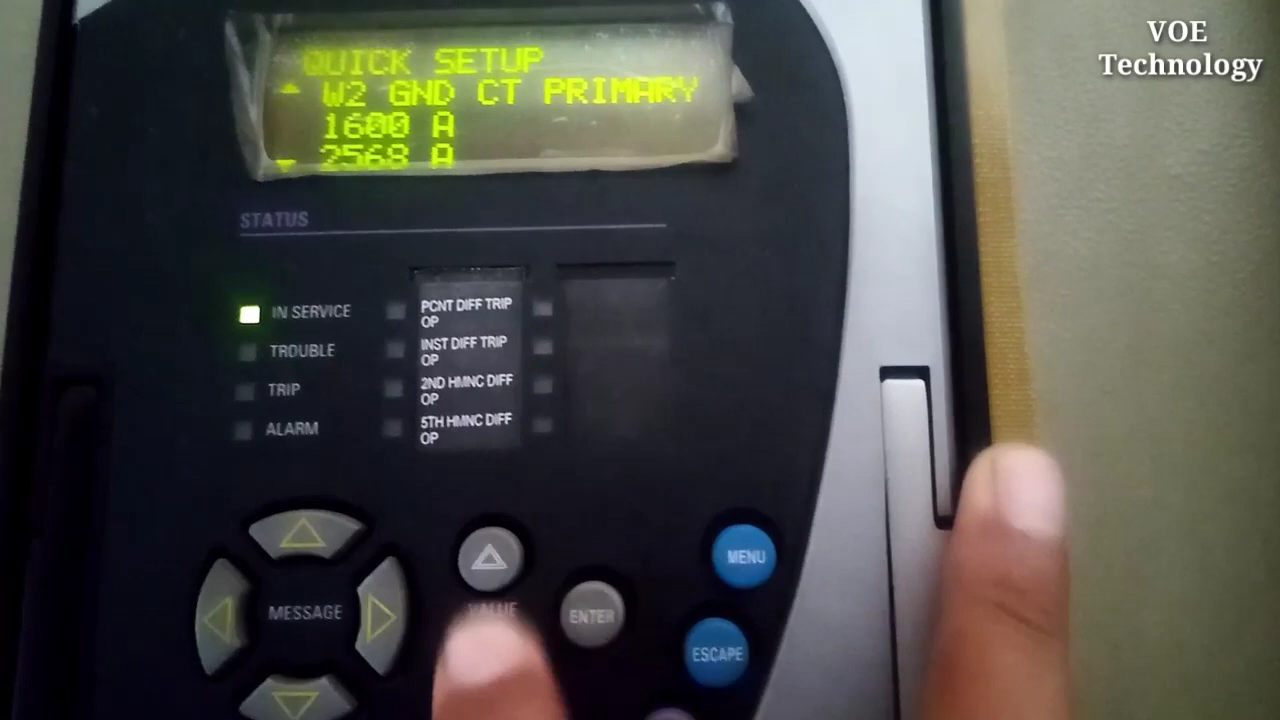 VOE
Technology
QUICK SETUP
W2 GND CT PRIMARY
1600 A
2568 A
STATUS
IN SERVICE
TROUBLE
TRIP
ALARM
PCNT DIFF TRIP
OP
INST DIFF TRIP
OP
2ND HMNC DIFF
OP
5TH HMNC DIFF
OP
MESSAGE
VALUE
ENTER
MENU
ESCAPE